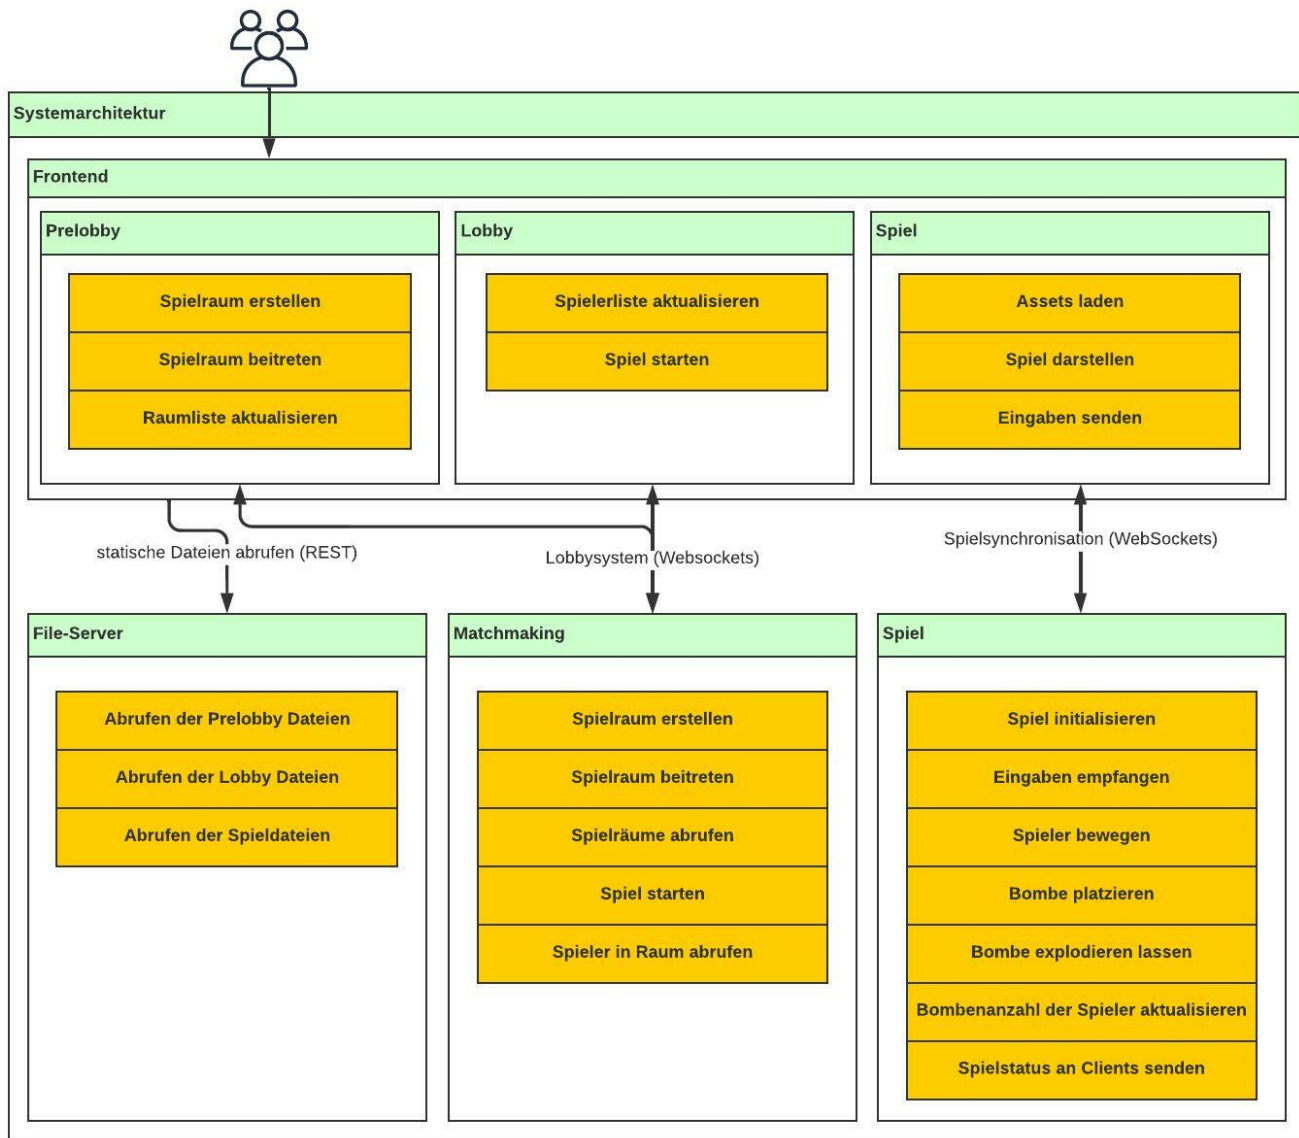 Systemarchitektur
Frontend
Prelobby
Spielraum erstellen
Spielraum beitreten
Raumliste aktualisieren
Lobby
Spielerliste aktualisieren
Spiel starten
Spiel
Assets laden
Spiel darstellen
Eingaben senden
statische Dateien abrufen (REST)
Lobbysystem (Websockets)
Spielsynchronisation (WebSockets)
File-Server
Abrufen der Prelobby Dateien
Abrufen der Lobby Dateien
Abrufen der Spieldateien
Matchmaking
Spielraum erstellen
Spielraum beitreten
Spielräume abrufen
Spiel starten
Spieler in Raum abrufen
Spiel
Spiel initialisieren
Eingaben empfangen
Spieler bewegen
Bombe platzieren
Bombe explodieren lassen
Bombenanzahl der Spieler aktualisieren
Spielstatus an Clients senden